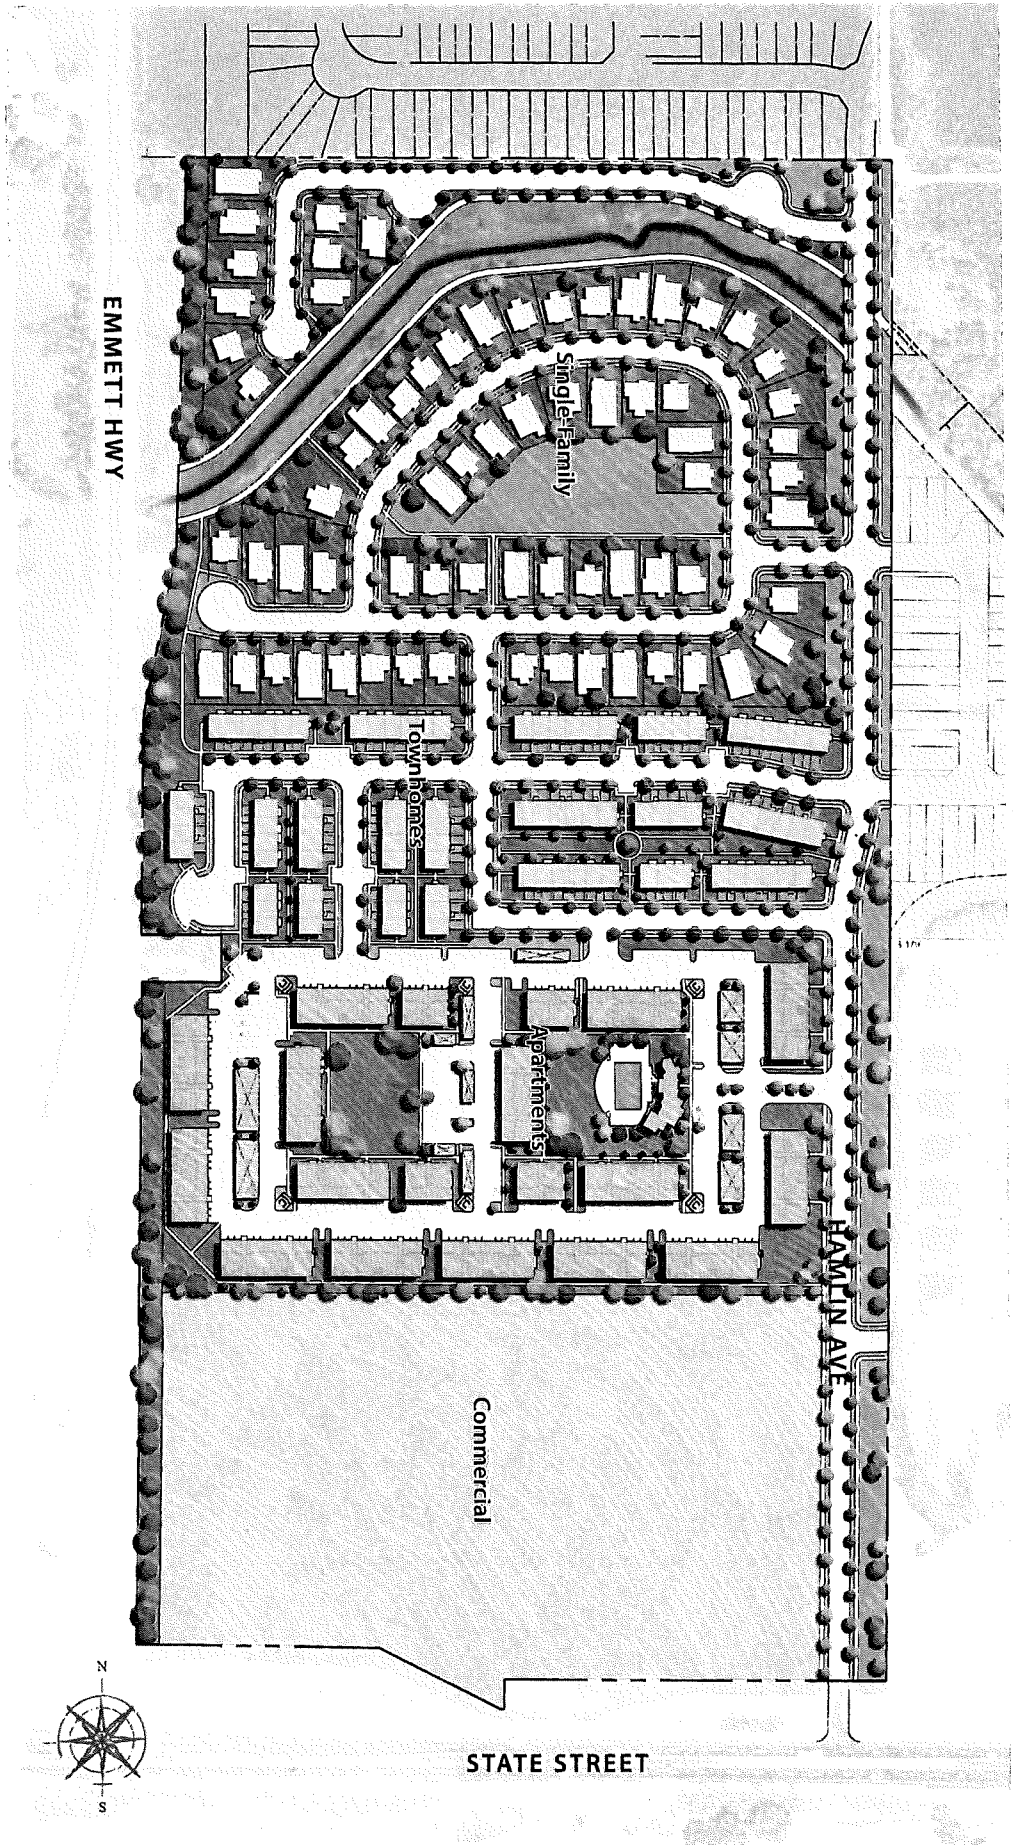 EMMETT HWY
Single-Family
Townhomes
Apartments
HAMLIN AVE
Commercial
N
S
STATE STREET